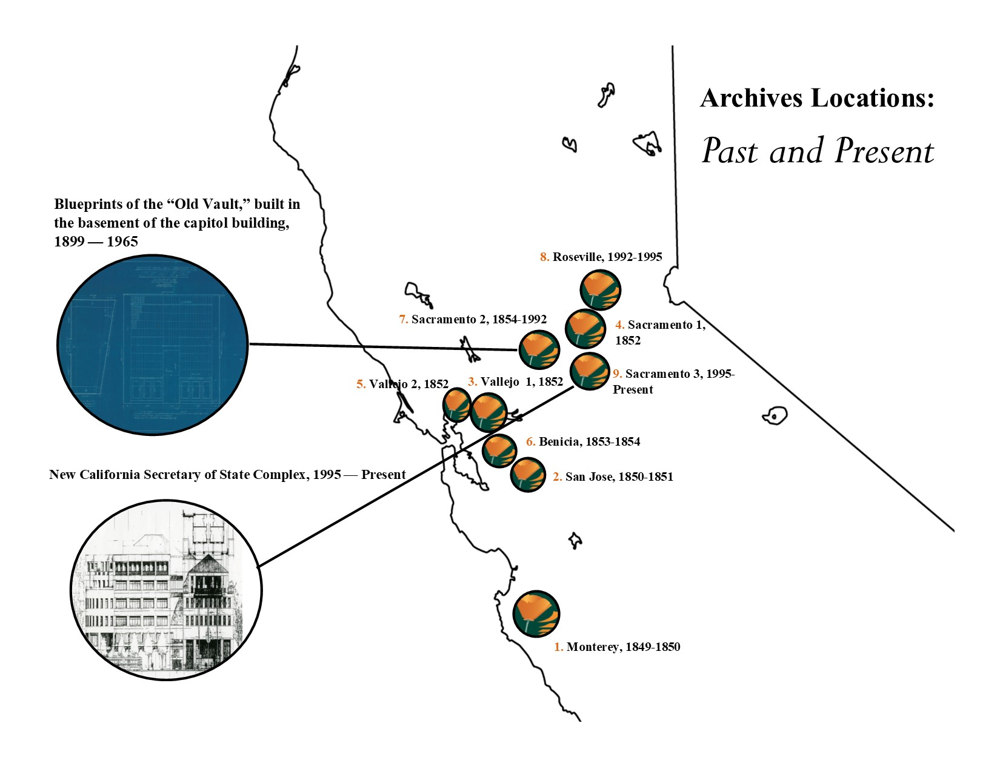 Archives Locations:
Past and Present
Blueprints of the “Old Vault,” built in
the basement of the capitol building,
1899 — 1965
8. Roseville, 1992-1995
7. Sacramento 2, 1854-1992
4. Sacramento 1,
1852
9. Sacramento 3, 1995-
Present
5. Vallejo 2, 1852
3. Vallejo 1, 1852
6. Benicia, 1853-1854
New California Secretary of State Complex, 1995 — Present
2. San Jose, 1850-1851
1. Monterey, 1849-1850